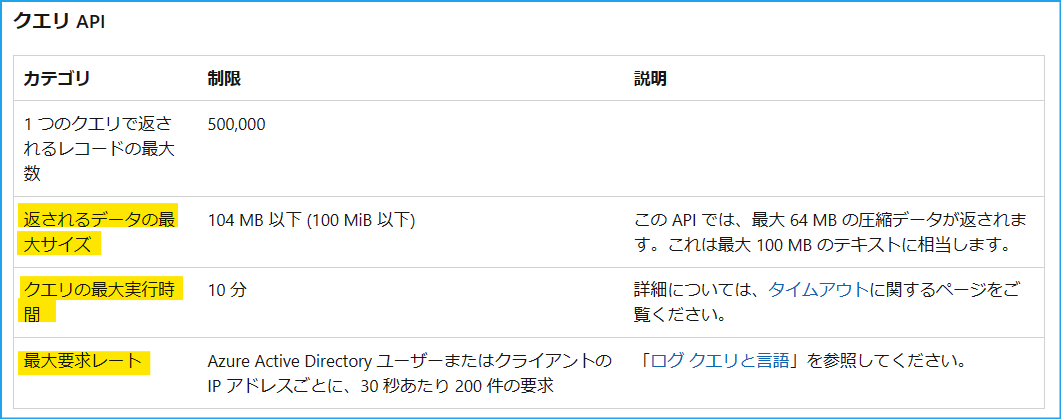 クエリ API
カテゴリ 制限 説明
1 つのクエリで返さ
れるレコードの最大
数
500,000
返されるデータの最
大サイズ
104 MB 以下 (100 MiB 以下)
この API では、最大 64 MB の圧縮データが返されま
す。これは最大 100 MB のテキストに相当します。
クエリの最大実行時
間
10 分
詳細については、タイムアウトに関するページをご
覧ください。
最大要求レート
Azure Active Directory ユーザーまたはクライアントの
IP アドレスごとに、30 秒あたり 200 件の要求
「ログ クエリと言語」を参照してください。